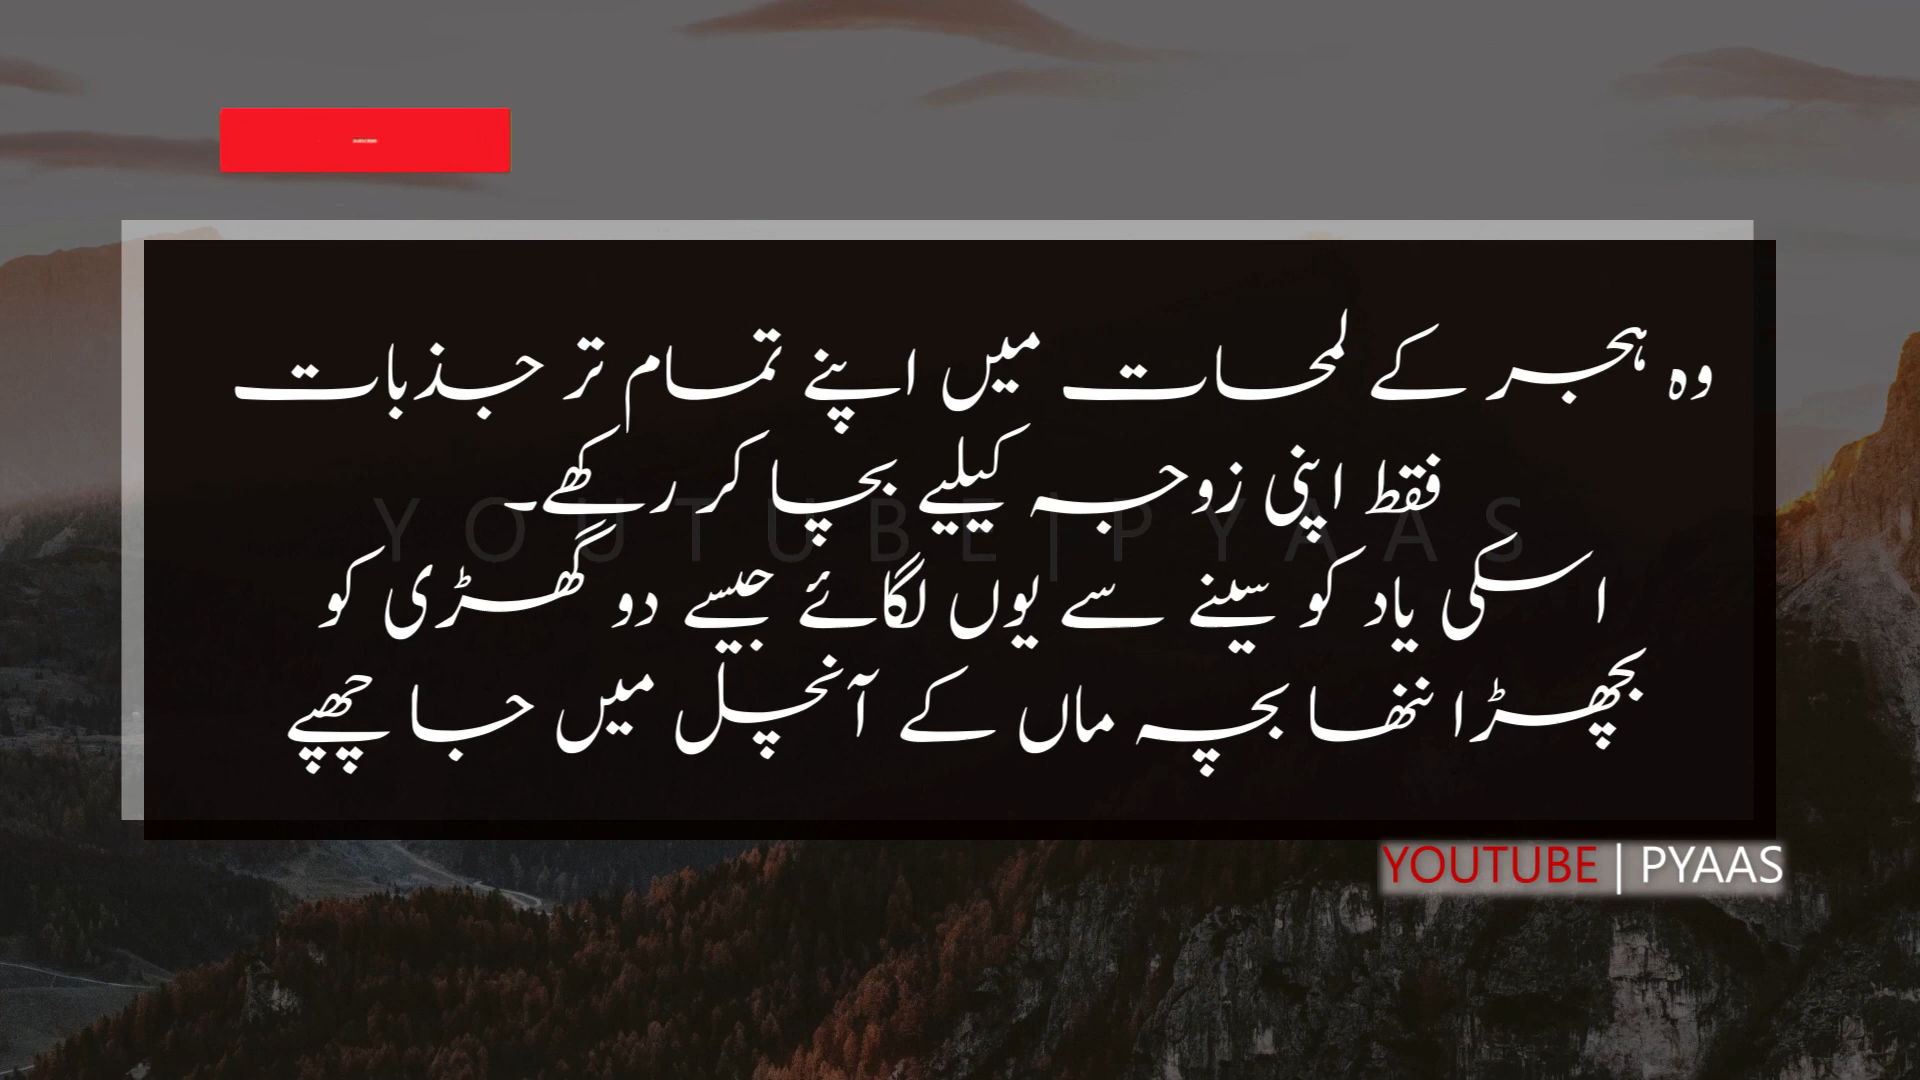 وہ ہجر کے لمحات میں اپنے تمام تر جذبات
فقط اپنی زوجہ کیلیے بچا کر رکھے۔
YOUTUBE|PYAAS
اسکی یاد کو سینے سے یوں لگائے جیسے دو گھڑی کو
بچھڑا ننھا بچہ ماں کے آنچل میں جا چھپے
YOUTUBE | PYAAS